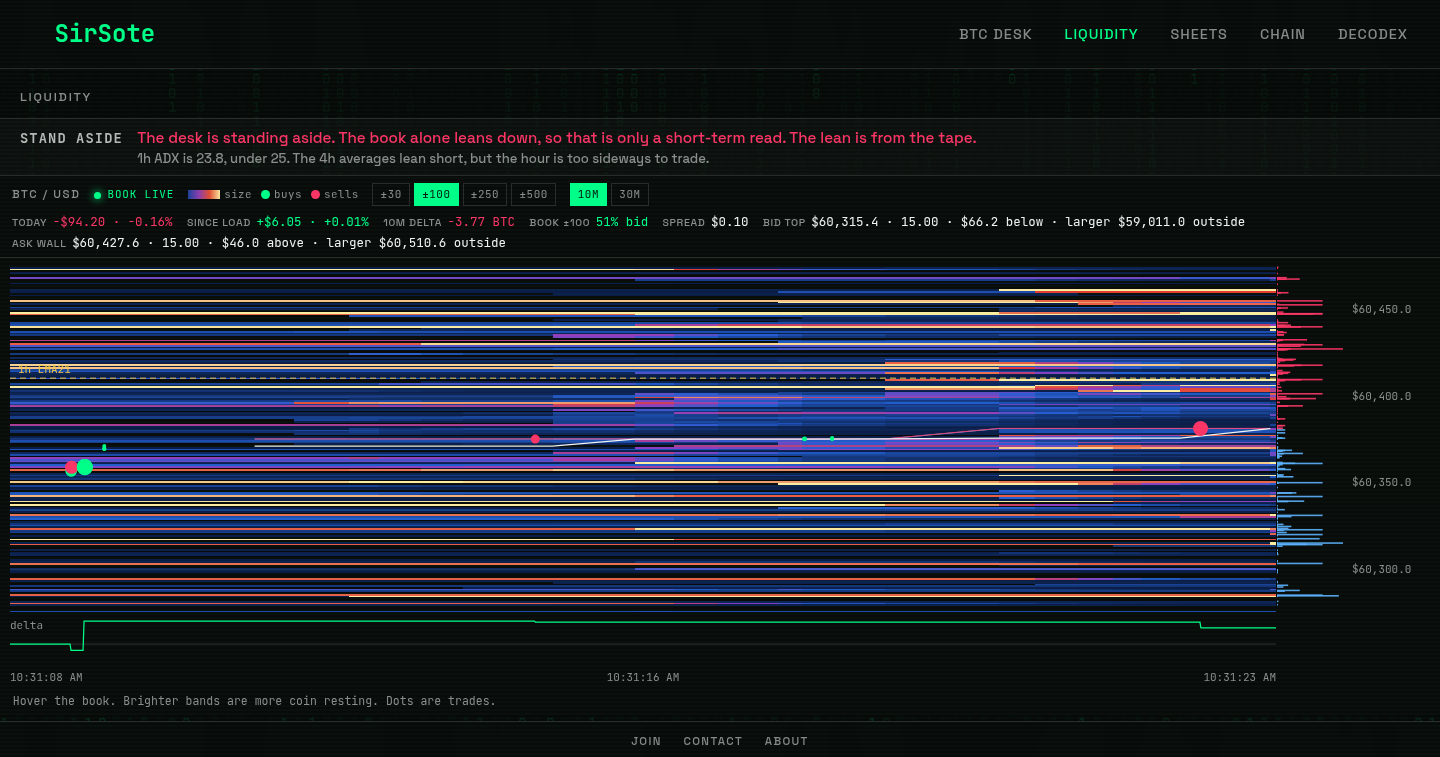 SirSote
BTC DESK LIQUIDITY SHEETS CHAIN DECODEX
LIQUIDITY
STAND ASIDE The desk is standing aside. The book alone leans down, so that is only a short-term read. The lean is from the tape.
1h ADX is 23.8, under 25. The 4h averages lean short, but the hour is too sideways to trade.
BTC / USD BOOK LIVE size buys sells ±30 ±100 ±250 ±500 10M 30M
TODAY -$94.20 · -0.16% SINCE LOAD +$6.05 · +0.01% 10M DELTA -3.77 BTC BOOK ±100 51% bid SPREAD $0.10 BID TOP $60,315.4 · 15.00 · $66.2 below · larger $59,011.0 outside
ASK WALL $60,427.6 · 15.00 · $46.0 above · larger $60,510.6 outside
$60,450.0
1h EMA21
$60,400.0
$60,350.0
$60,300.0
delta
10:31:08 AM 10:31:16 AM 10:31:23 AM
Hover the book. Brighter bands are more coin resting. Dots are trades.
JOIN CONTACT ABOUT